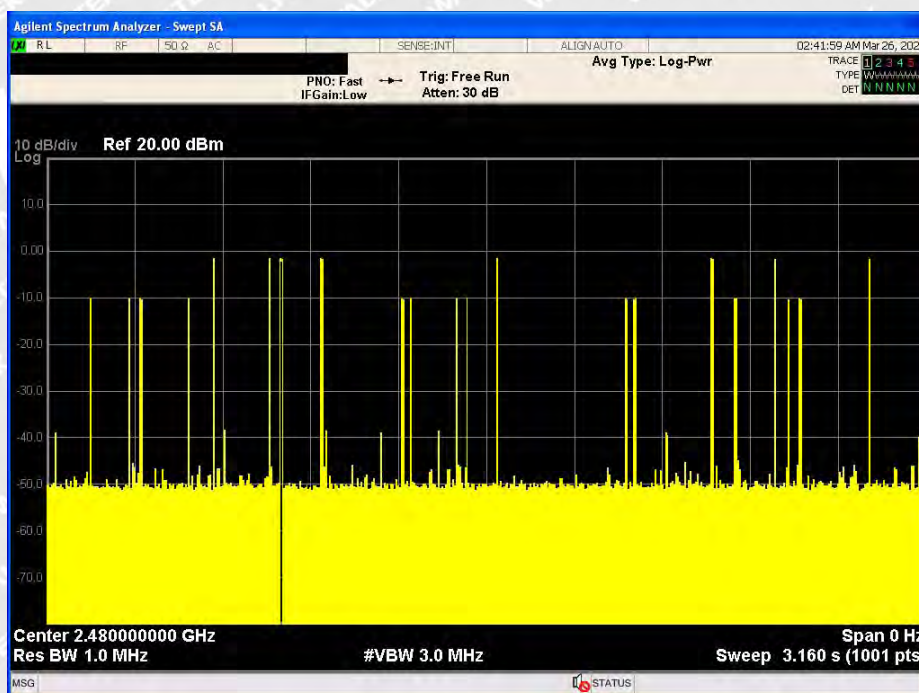 Agilent Spectrum Analyzer - Swept SA
RL RF 50 Ω AC SENSE:INT ALIGN AUTO 02:41:59 AM Mar 26, 202
Avg Type: Log-Pwr TRACE 1 2 3 4 5
PNO: Fast Trig: Free Run TYPE
IFGain:Low Atten: 30 dB DET N N N N N
10 dB/div Ref 20.00 dBm
Log
10.0
0.00
-10.0
-20.0
-30.0
-40.0
-50.0
-60.0
-70.0
Center 2.480000000 GHz Span 0 Hz
Res BW 1.0 MHz #VBW 3.0 MHz Sweep 3.160 s (1001 pts
MSG STATUS